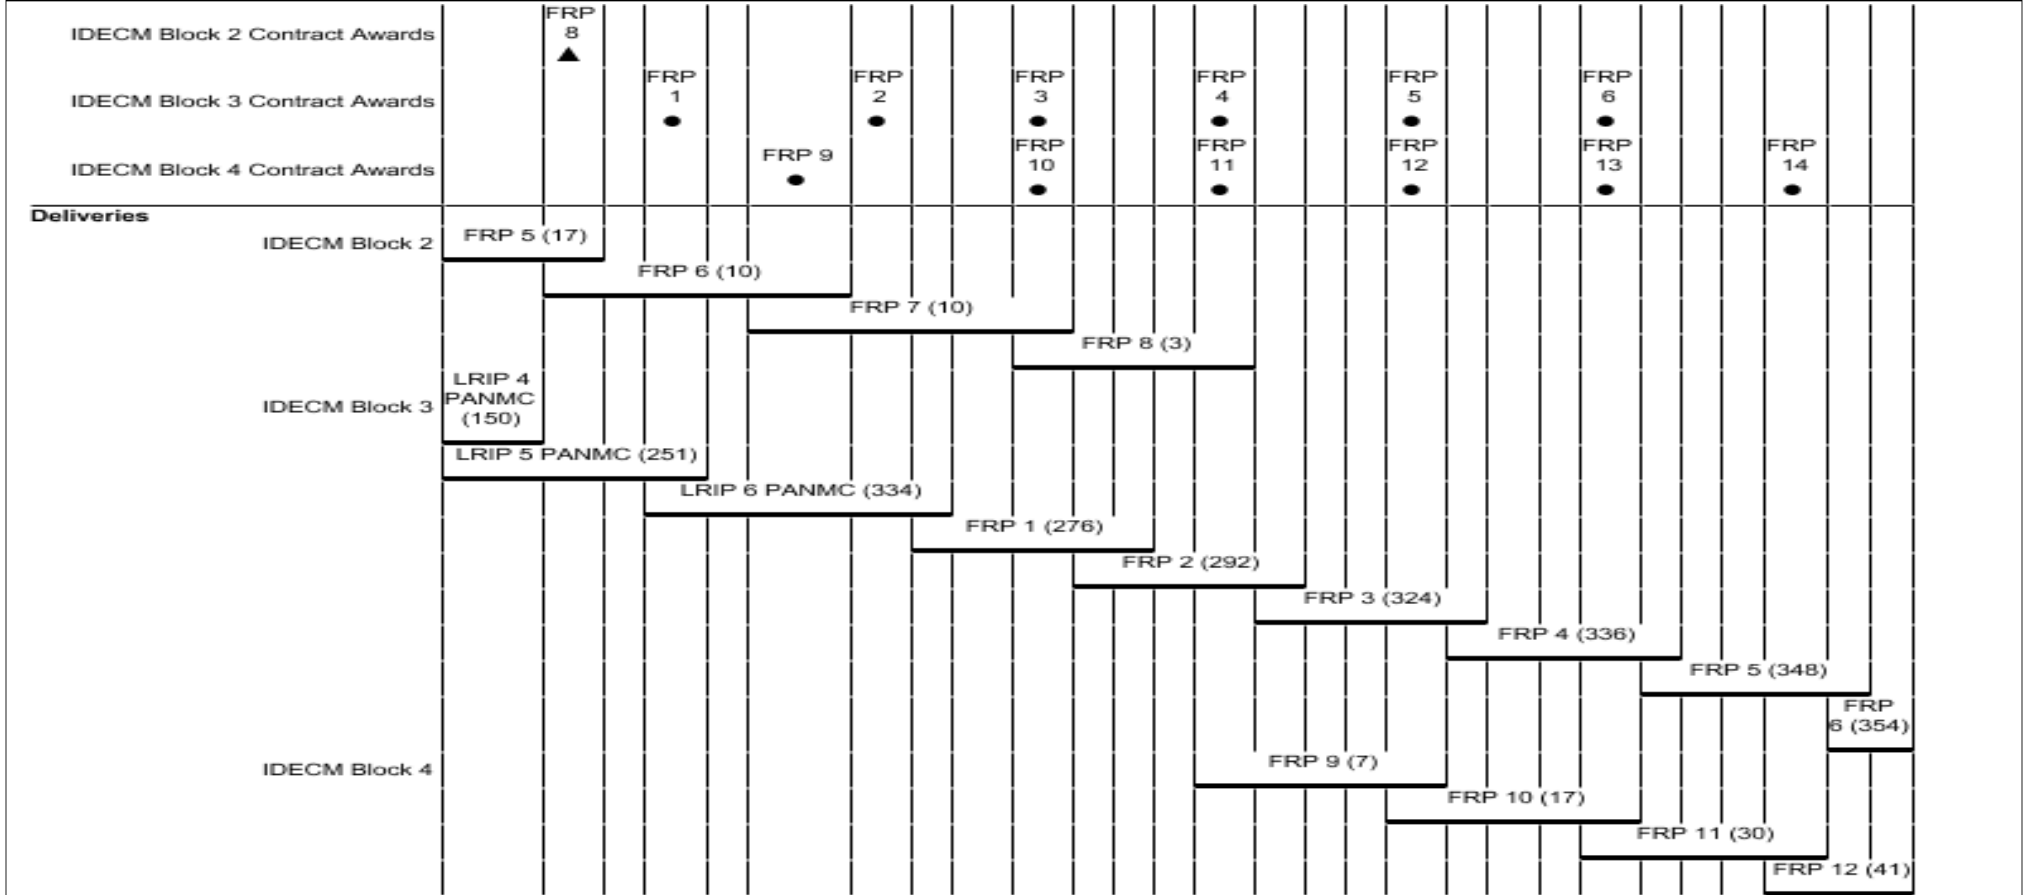 FRP
8
IDECM Block 2 Contract Awards
FRP
1
FRP
2
FRP
3
FRP
4
FRP
5
FRP
6
IDECM Block 3 Contract Awards
FRP 9
FRP
10
FRP
11
FRP
12
FRP
13
FRP
14
IDECM Block 4 Contract Awards
Deliveries
IDECM Block 2
FRP 5 (17)
FRP 6 (10)
FRP 7 (10)
FRP 8 (3)
IDECM Block 3
LRIP 4
PANMC
(150)
LRIP 5 PANMC (251)
LRIP 6 PANMC (334)
FRP 1 (276)
FRP 2 (292)
FRP 3 (324)
FRP 4 (336)
FRP 5 (348)
FRP
6 (354)
IDECM Block 4
FRP 9 (7)
FRP 10 (17)
FRP 11 (30)
FRP 12 (41)